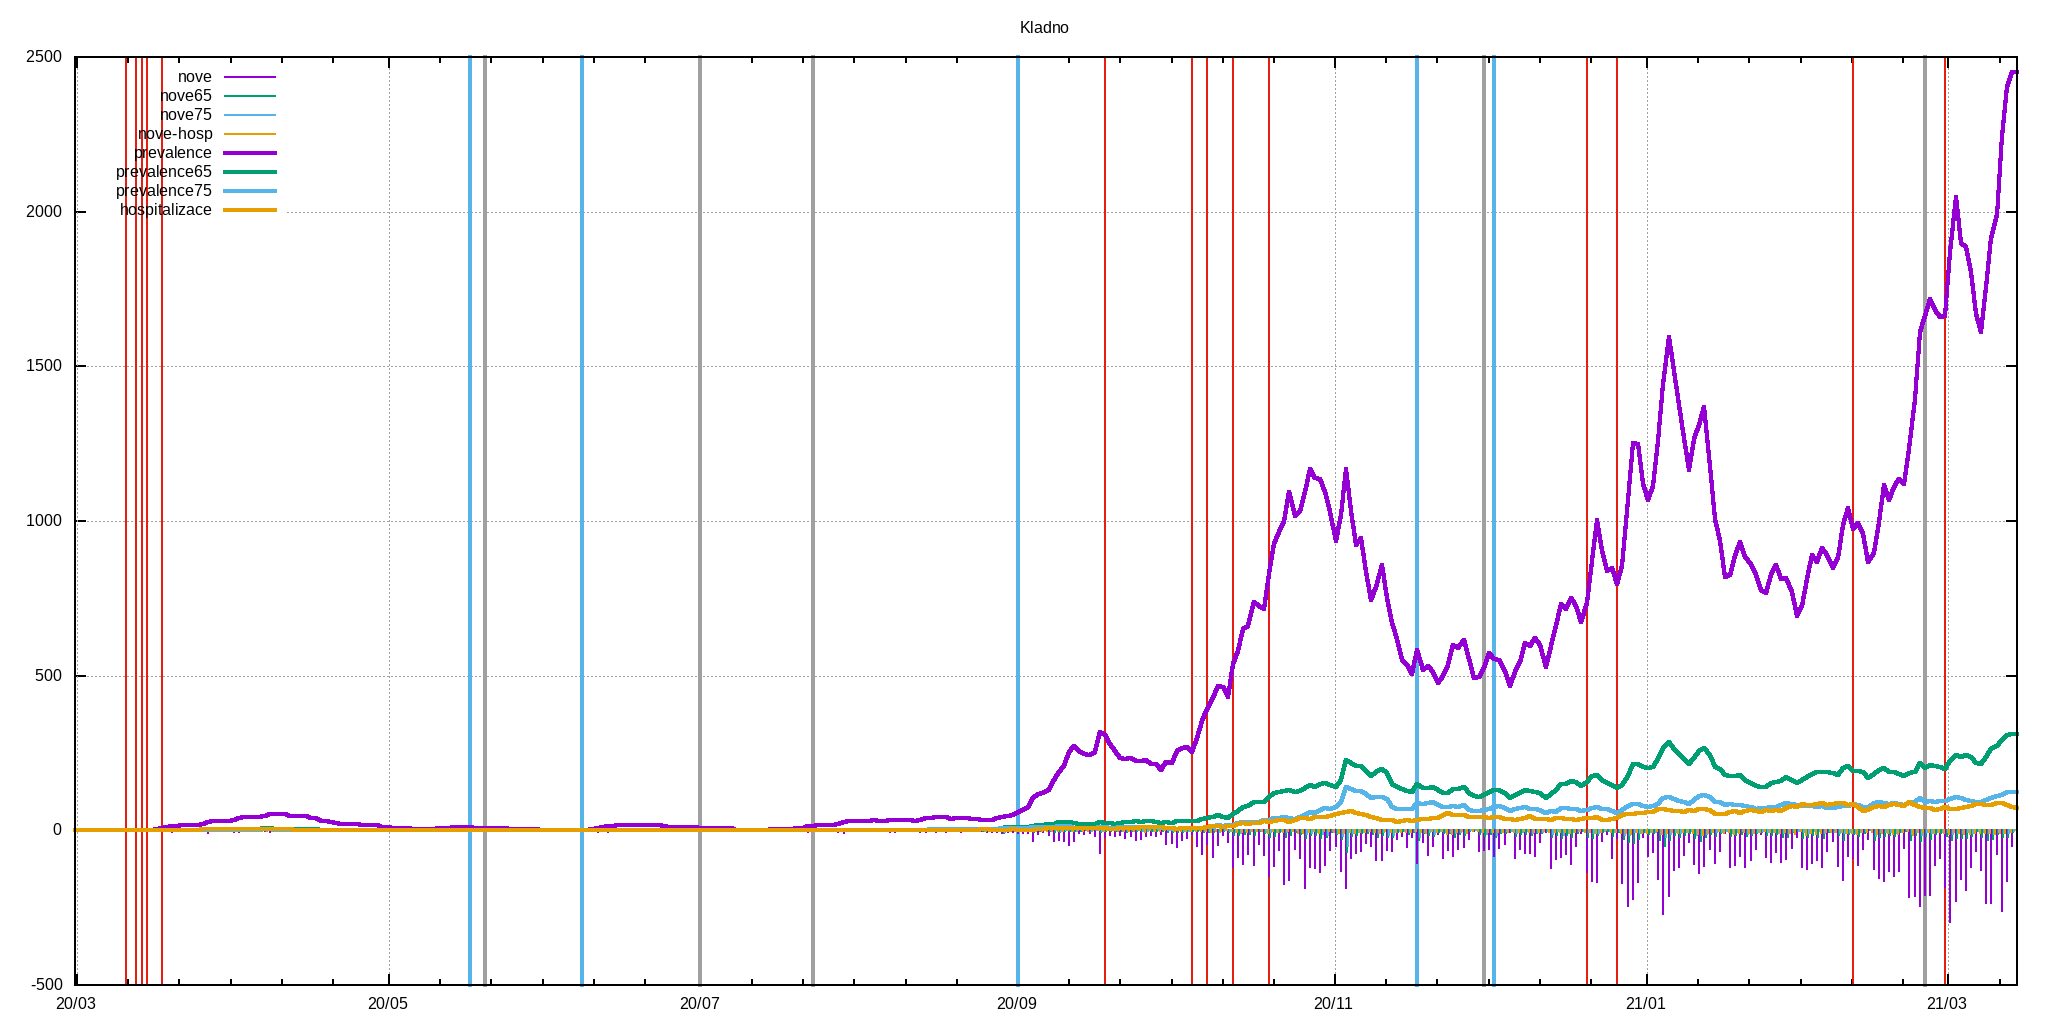 Kladno
2500
2000
1500
1000
500
0
-500
nove
nove65
nove75
nove-hosp
prevalence
prevalence65
prevalence75
hospitalizace
20/03 20/05 20/07 20/09 20/11 21/01 21/03